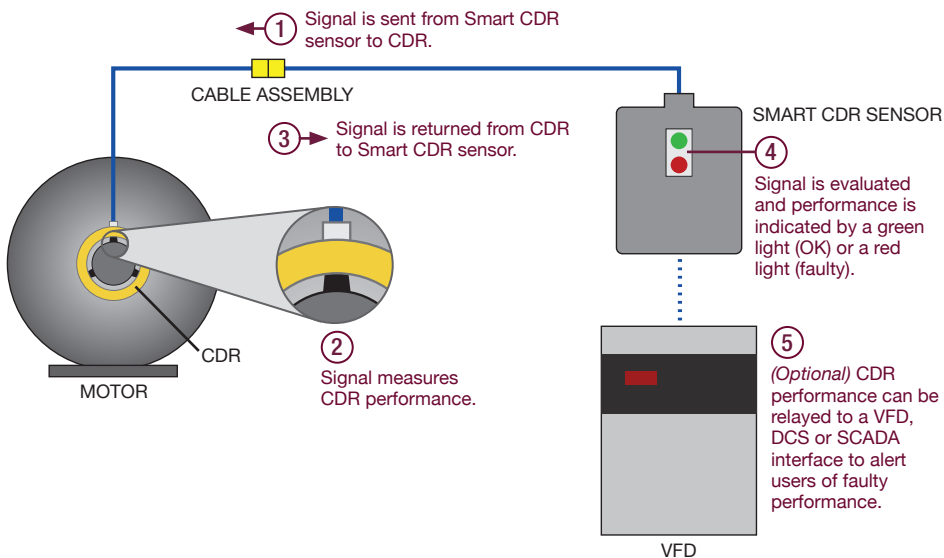 1
Signal is sent from Smart CDR
sensor to CDR.
CABLE ASSEMBLY
3
Signal is returned from CDR
to Smart CDR sensor.
SMART CDR SENSOR
4
Signal is evaluated
and performance is
indicated by a green
light (OK) or a red
light (faulty).
CDR
MOTOR
2
Signal measures
CDR performance.
5
(Optional) CDR
performance can be
relayed to a VFD,
DCS or SCADA
interface to alert
users of faulty
performance.
VFD